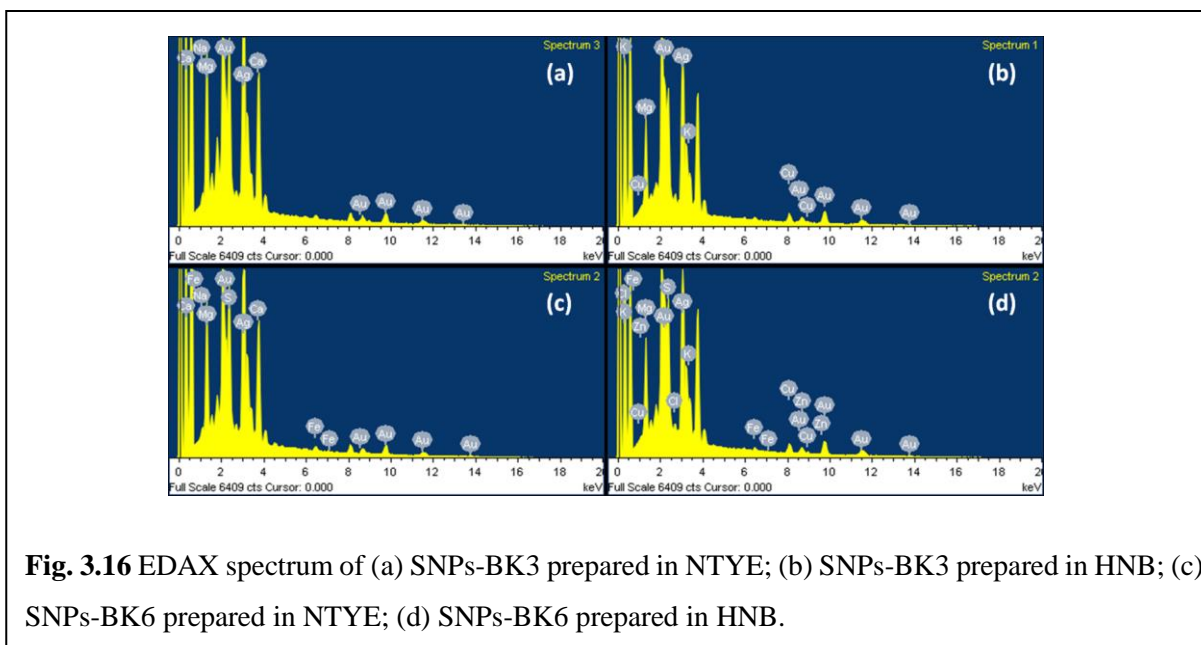 Spectrum 3
(a)
Ca Na Mg Au Ag Ca Au Au Au Au
0 2 4 6 8 10 12 14 16 18 20
Full Scale 6409 cts Cursor: 0.000 keV
Spectrum 1
(b)
K Cu Mg Au Ag K Cu Au Cu Au Au Au
0 2 4 6 8 10 12 14 16 18 20
Full Scale 6409 cts Cursor: 0.000 keV
Spectrum 2
(c)
Ca Fe Na Mg Au S Ag Ca Fe Fe Au Au Au Au
0 2 4 6 8 10 12 14 16 18 20
Full Scale 6409 cts Cursor: 0.000 keV
Spectrum 2
(d)
Cl K Fe Cu Zn Mg Au S Cl Ag K Fe Fe Cu Au Zn Cu Au Zn Au Au
0 2 4 6 8 10 12 14 16 18 2
Full Scale 6409 cts Cursor: 0.000 keV
Fig. 3.16 EDAX spectrum of (a) SNPs-BK3 prepared in NTYE; (b) SNPs-BK3 prepared in HNB; (c)
SNPs-BK6 prepared in NTYE; (d) SNPs-BK6 prepared in HNB.